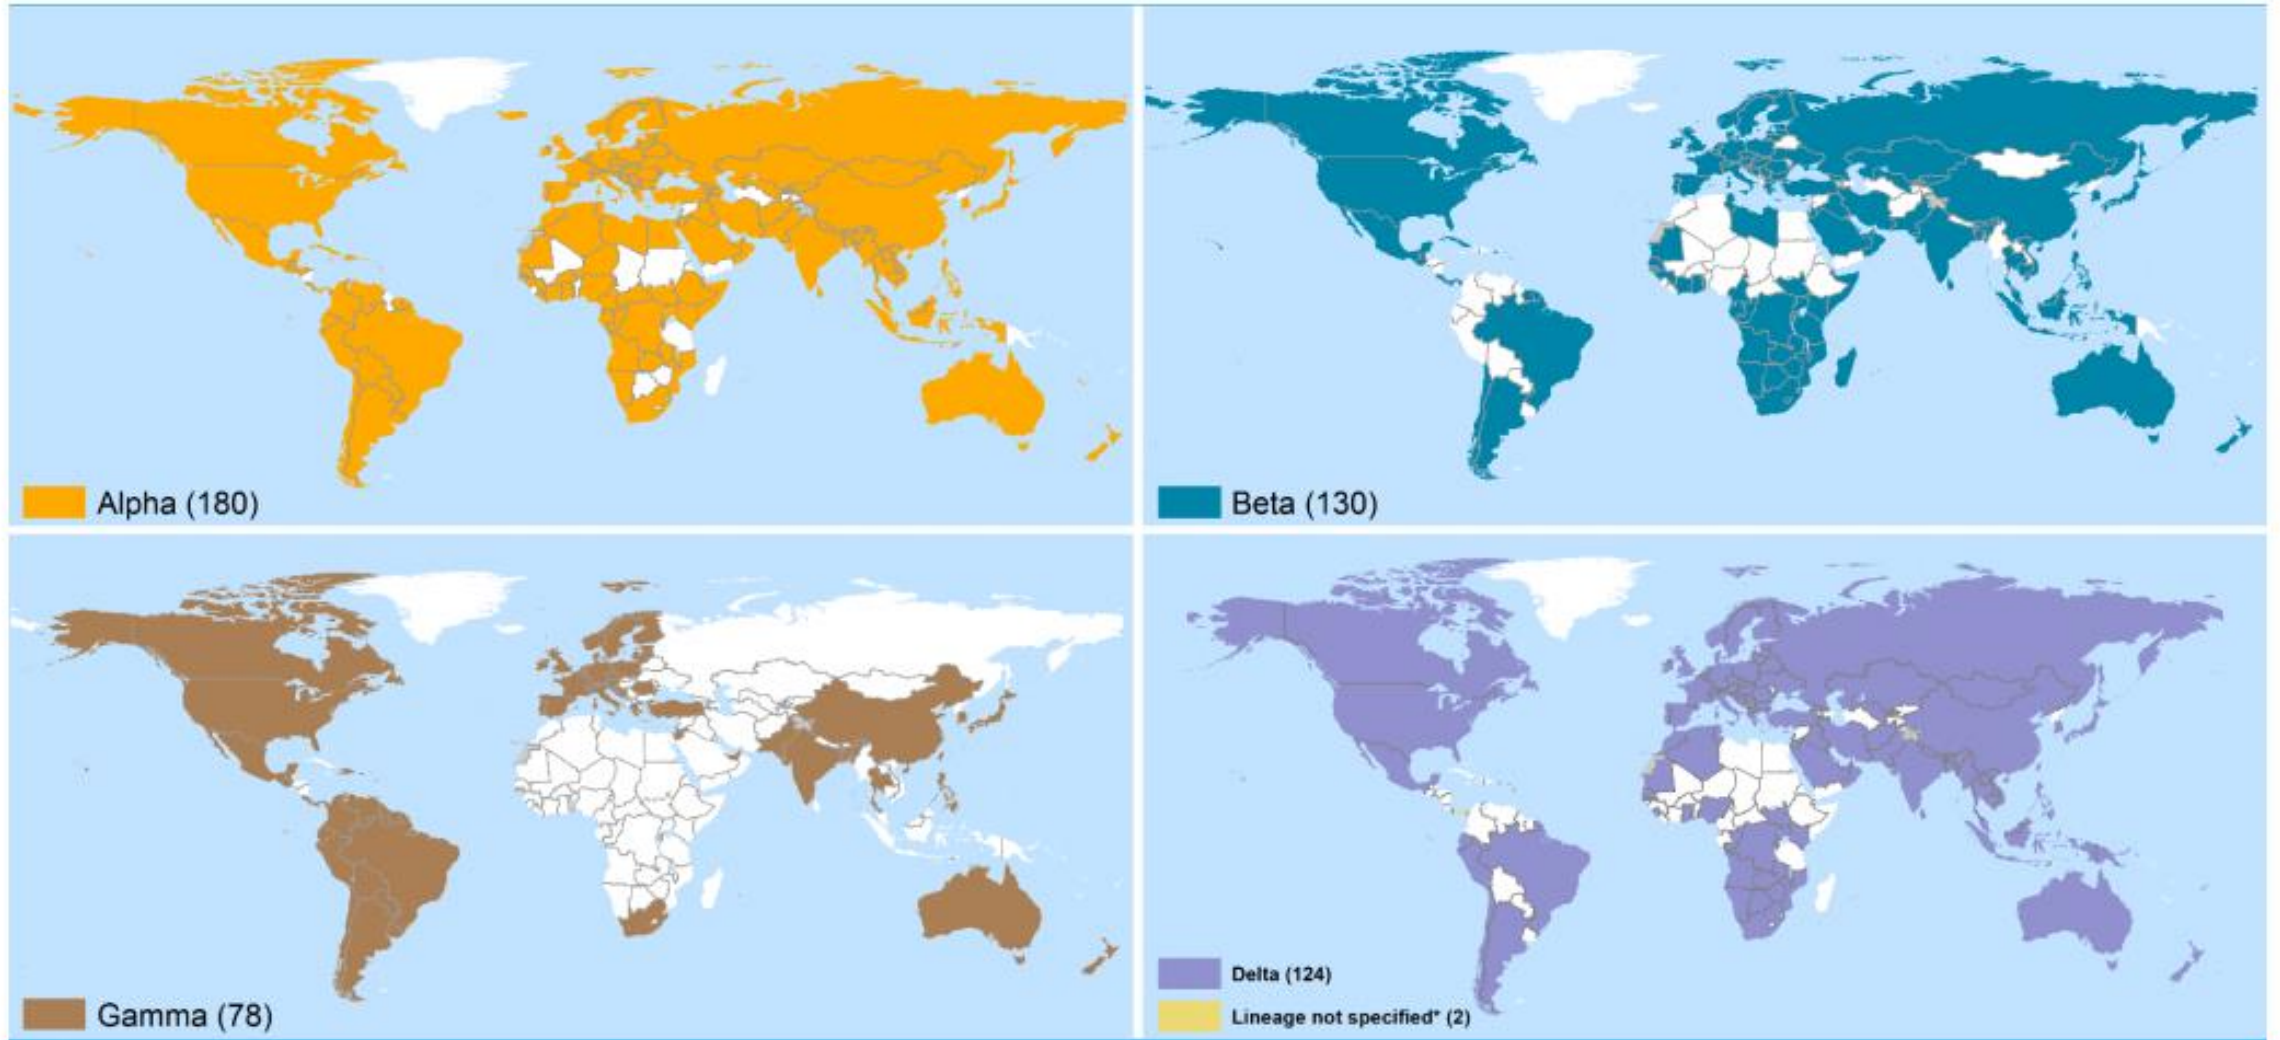 Alpha (180)
Beta (130)
Gamma (78)
Delta (124)
Lineage not specified* (2)